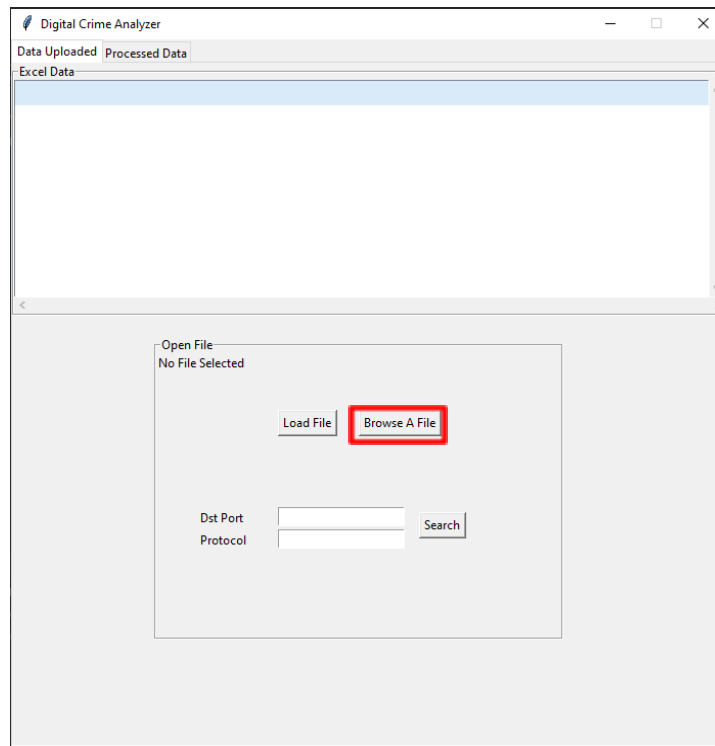 Digital Crime Analyzer
Data Uploaded Processed Data
Excel Data
Open File
No File Selected
Load File Browse A File
Dst Port
Search
Protocol